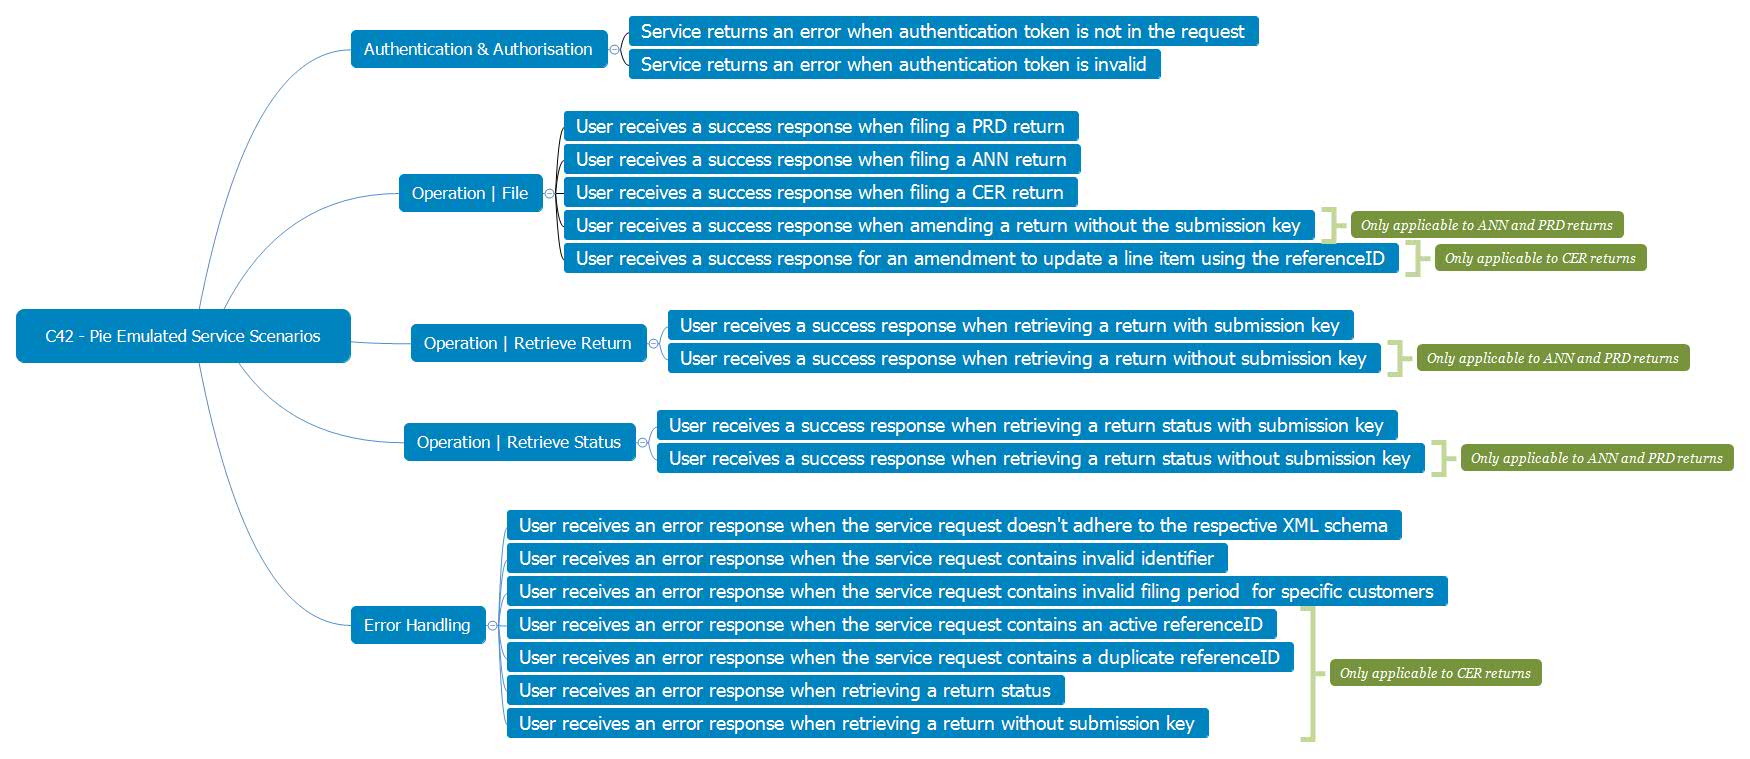 Authentication & Authorisation
Service returns an error when authentication token is not in the request
Service returns an error when authentication token is invalid
Operation | File
User receives a success response when filing a PRD return
User receives a success response when filing a ANN return
User receives a success response when filing a CER return
User receives a success response when amending a return without the submission key
Only applicable to ANN and PRD returns
User receives a success response for an amendment to update a line item using the referenceID
Only applicable to CER returns
C42 - Pie Emulated Service Scenarios
Operation | Retrieve Return
User receives a success response when retrieving a return with submission key
User receives a success response when retrieving a return without submission key
Only applicable to ANN and PRD returns
Operation | Retrieve Status
User receives a success response when retrieving a return status with submission key
User receives a success response when retrieving a return status without submission key
Only applicable to ANN and PRD returns
Error Handling
User receives an error response when the service request doesn't adhere to the respective XML schema
User receives an error response when the service request contains invalid identifier
User receives an error response when the service request contains invalid filing period  for specific customers
User receives an error response when the service request contains an active referenceID
User receives an error response when the service request contains a duplicate referenceID
User receives an error response when retrieving a return status
User receives an error response when retrieving a return without submission key
Only applicable to CER returns